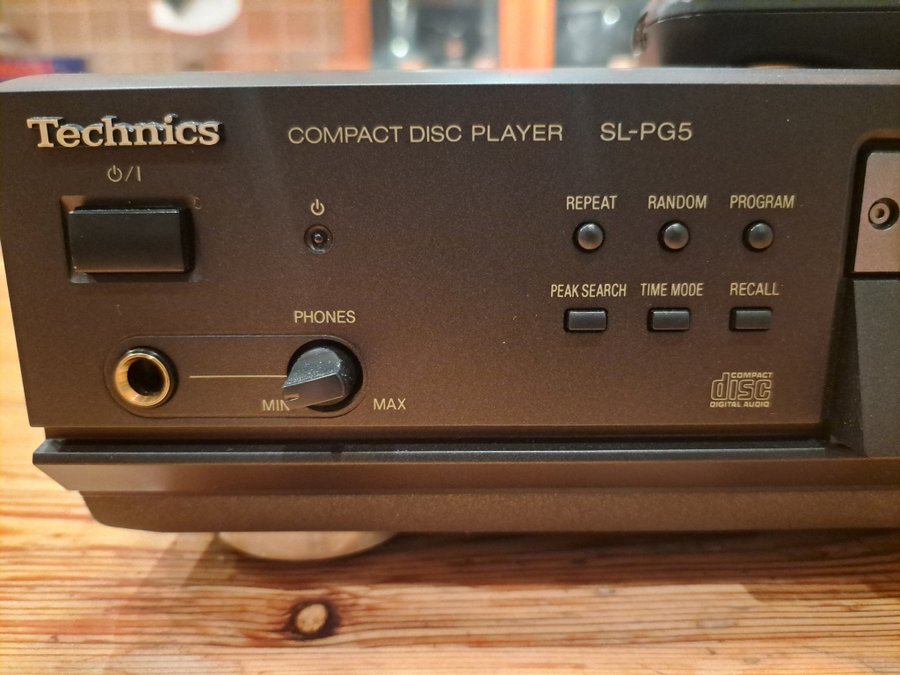 Technics
COMPACT DISC PLAYER SL-PG5
⏻/I
⏻
REPEAT RANDOM PROGRAM
PEAK SEARCH TIME MODE RECALL
PHONES
MIN MAX
COMPACT
disc
DIGITAL AUDIO